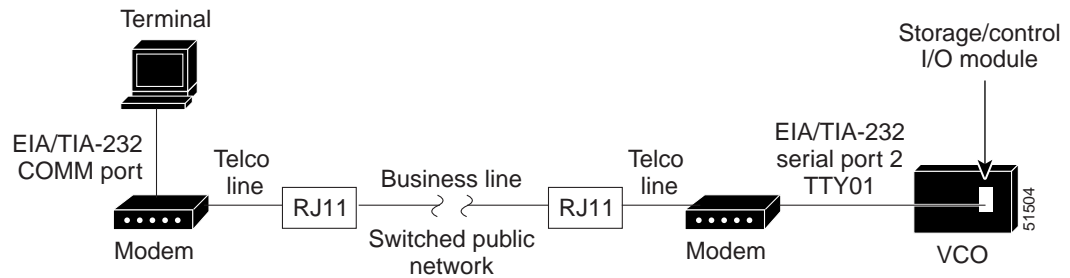 Terminal
Storage/control
I/O module
EIA/TIA-232
COMM port
Telco
line
Business line
Telco
line
EIA/TIA-232
serial port 2
TTY01
RJ11
RJ11
Switched public
network
Modem
Modem
VCO
51504